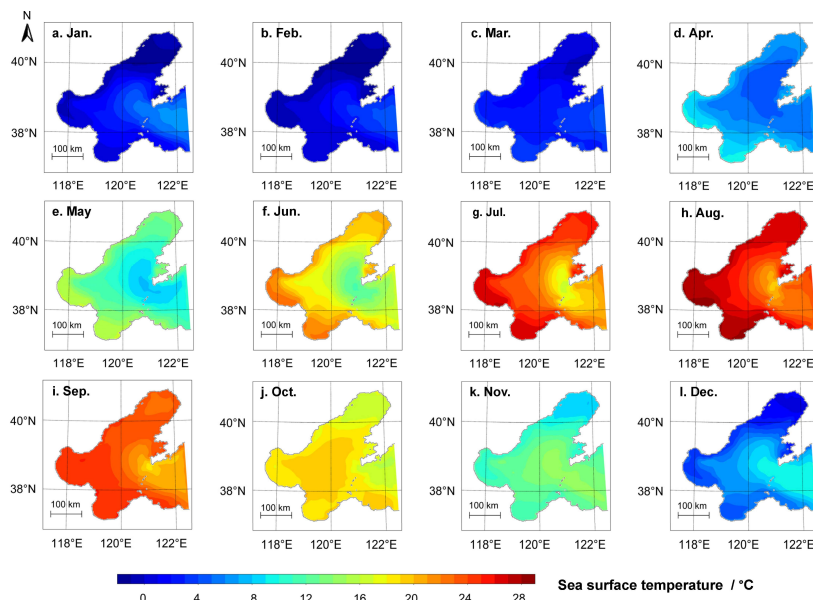 N
a. Jan.
b. Feb.
c. Mar.
d. Apr.
40°N
40°N
40°N
40°N
38°N
38°N
38°N
38°N
100 km
100 km
100 km
100 km
118°E 120°E 122°E
118°E 120°E 122°E
118°E 120°E 122°E
118°E 120°E 122°E
e. May
f. Jun.
g. Jul.
h. Aug.
40°N
40°N
40°N
40°N
38°N
38°N
38°N
38°N
100 km
100 km
100 km
100 km
118°E 120°E 122°E
118°E 120°E 122°E
118°E 120°E 122°E
118°E 120°E 122°E
i. Sep.
j. Oct.
k. Nov.
l. Dec.
40°N
40°N
40°N
40°N
38°N
38°N
38°N
38°N
100 km
100 km
100 km
100 km
118°E 120°E 122°E
118°E 120°E 122°E
118°E 120°E 122°E
118°E 120°E 122°E
0 4 8 12 16 20 24 28
Sea surface temperature / °C